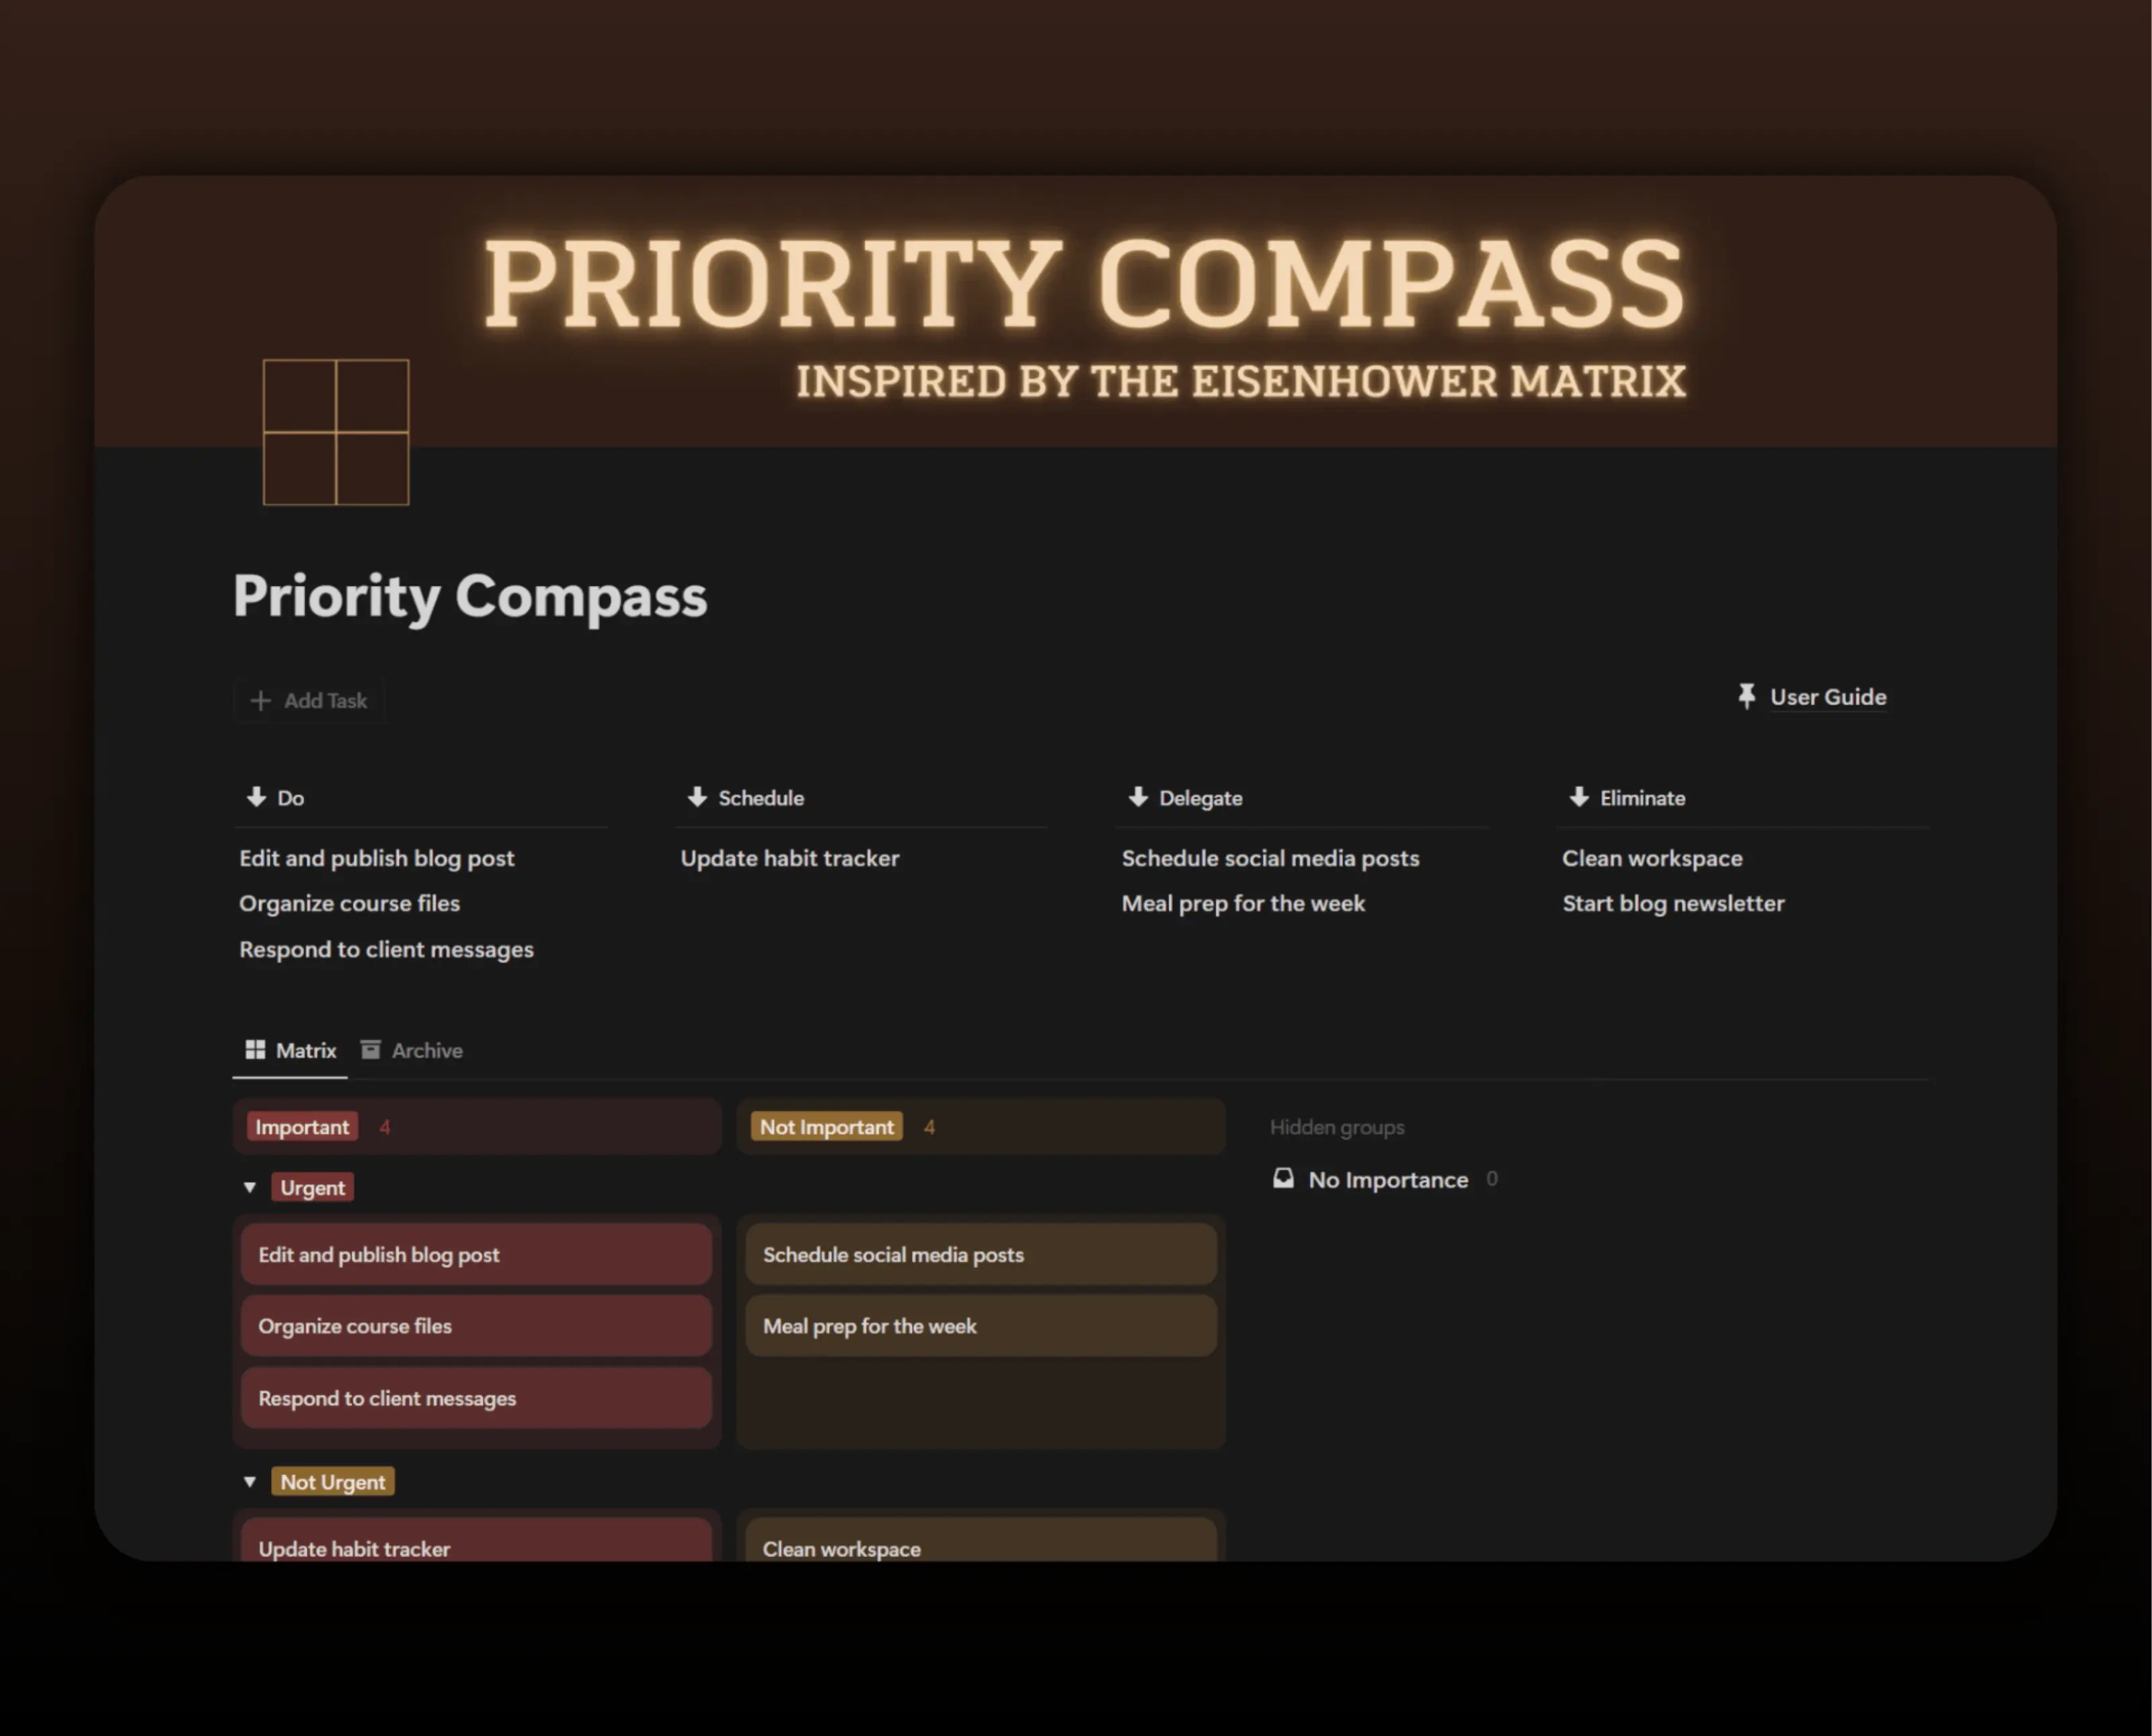 PRIORITY COMPASS
INSPIRED BY THE EISENHOWER MATRIX
Priority Compass
Add Task
User Guide
Do
Edit and publish blog post
Organize course files
Respond to client messages
Schedule
Update habit tracker
Delegate
Schedule social media posts
Meal prep for the week
Eliminate
Clean workspace
Start blog newsletter
Matrix Archive
Important 4
Not Important 4
Hidden groups
No Importance 0
Urgent
Edit and publish blog post
Organize course files
Respond to client messages
Schedule social media posts
Meal prep for the week
Not Urgent
Update habit tracker
Clean workspace